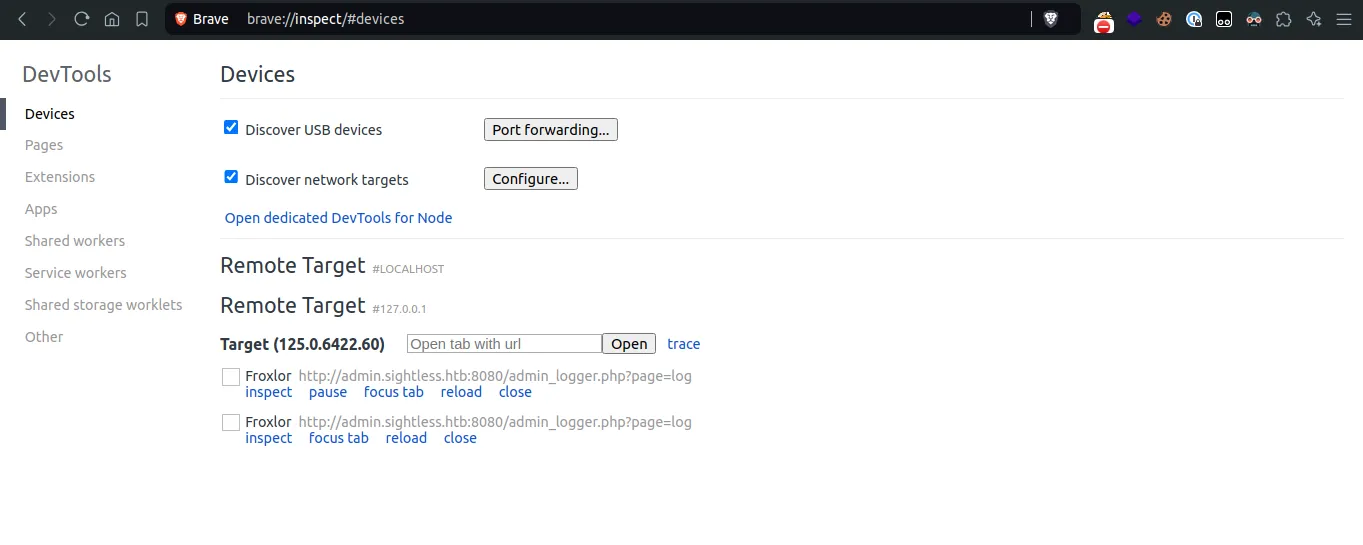 Brave brave://inspect/#devices
DevTools
Devices
Pages
Extensions
Apps
Shared workers
Service workers
Shared storage worklets
Other
Devices
Discover USB devices Port forwarding...
Discover network targets Configure...
Open dedicated DevTools for Node
Remote Target #LOCALHOST
Remote Target #127.0.0.1
Target (125.0.6422.60) Open tab with url Open trace
Froxlor http://admin.sightless.htb:8080/admin_logger.php?page=log
inspect pause focus tab reload close
Froxlor http://admin.sightless.htb:8080/admin_logger.php?page=log
inspect focus tab reload close